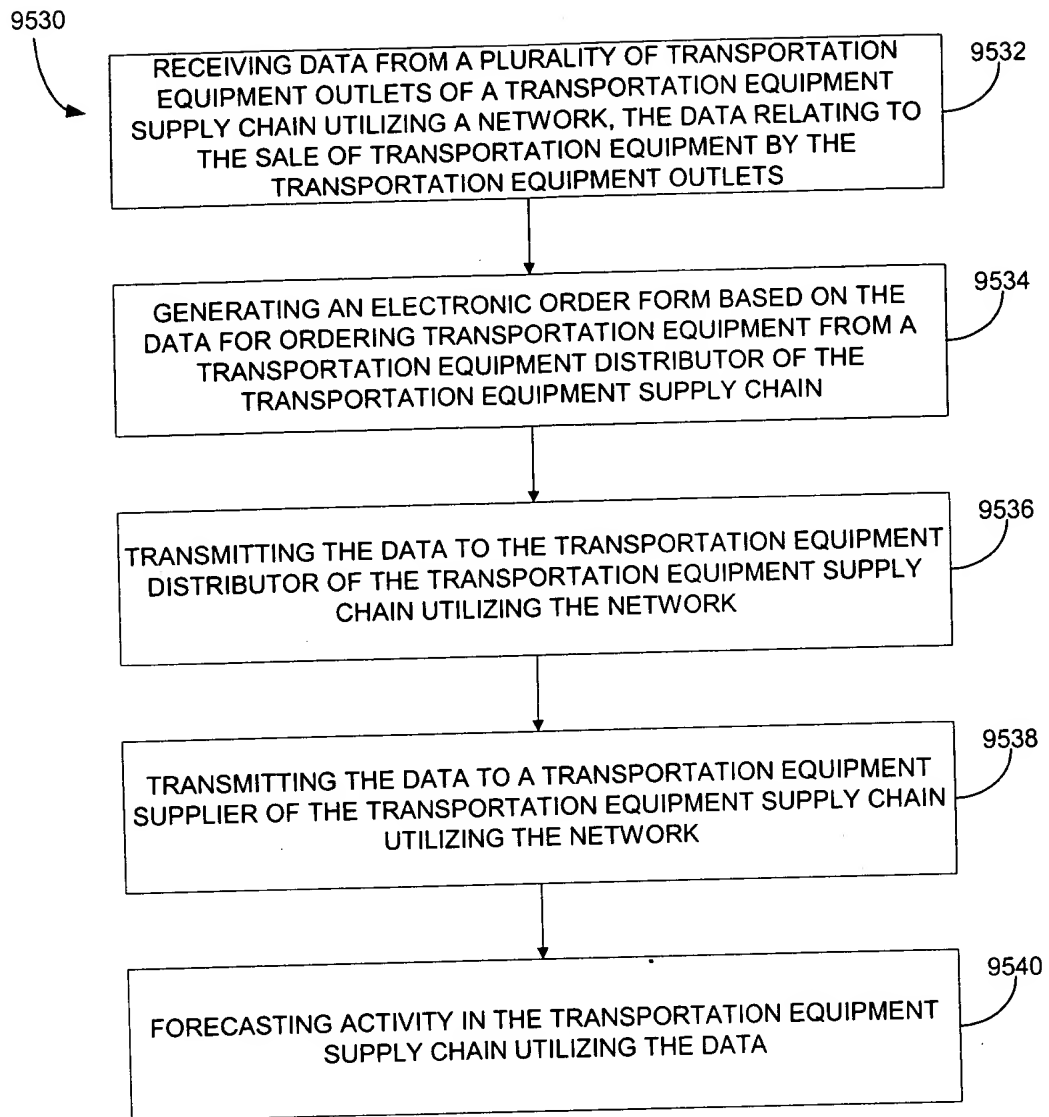 9530
RECEIVING DATA FROM A PLURALITY OF TRANSPORTATION
EQUIPMENT OUTLETS OF A TRANSPORTATION EQUIPMENT
SUPPLY CHAIN UTILIZING A NETWORK, THE DATA RELATING TO
THE SALE OF TRANSPORTATION EQUIPMENT BY THE
TRANSPORTATION EQUIPMENT OUTLETS
9532
GENERATING AN ELECTRONIC ORDER FORM BASED ON THE
DATA FOR ORDERING TRANSPORTATION EQUIPMENT FROM A
TRANSPORTATION EQUIPMENT DISTRIBUTOR OF THE
TRANSPORTATION EQUIPMENT SUPPLY CHAIN
9534
TRANSMITTING THE DATA TO THE TRANSPORTATION EQUIPMENT
DISTRIBUTOR OF THE TRANSPORTATION EQUIPMENT SUPPLY
CHAIN UTILIZING THE NETWORK
9536
TRANSMITTING THE DATA TO A TRANSPORTATION EQUIPMENT
SUPPLIER OF THE TRANSPORTATION EQUIPMENT SUPPLY CHAIN
UTILIZING THE NETWORK
9538
FORECASTING ACTIVITY IN THE TRANSPORTATION EQUIPMENT
SUPPLY CHAIN UTILIZING THE DATA
9540